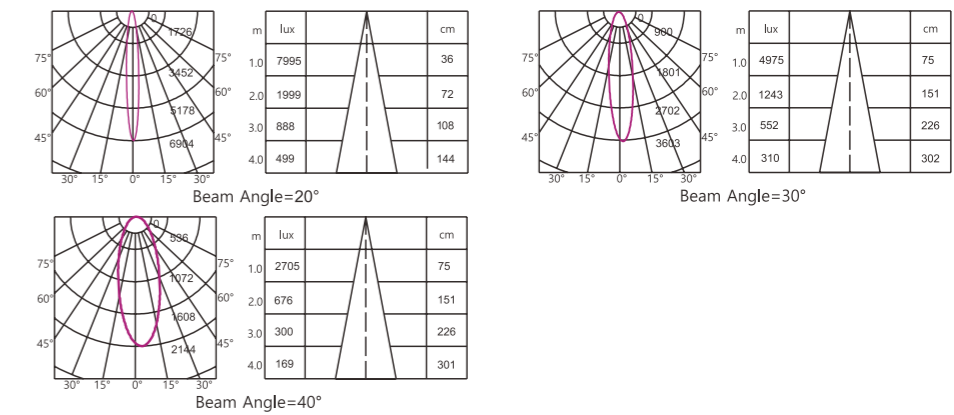 0
1726
3452
5178
6904
75° 75°
60° 60°
45° 45°
30° 15° 0° 15° 30°
m lux cm
1.0 7995 36
2.0 1999 72
3.0 888 108
4.0 499 144
Beam Angle=20°
0
900
1801
2702
3603
75° 75°
60° 60°
45° 45°
30° 15° 0° 15° 30°
m lux cm
1.0 4975 75
2.0 1243 151
3.0 552 226
4.0 310 302
Beam Angle=30°
0
536
1072
1608
2144
75° 75°
60° 60°
45° 45°
30° 15° 0° 15° 30°
m lux cm
1.0 2705 75
2.0 676 151
3.0 300 226
4.0 169 301
Beam Angle=40°